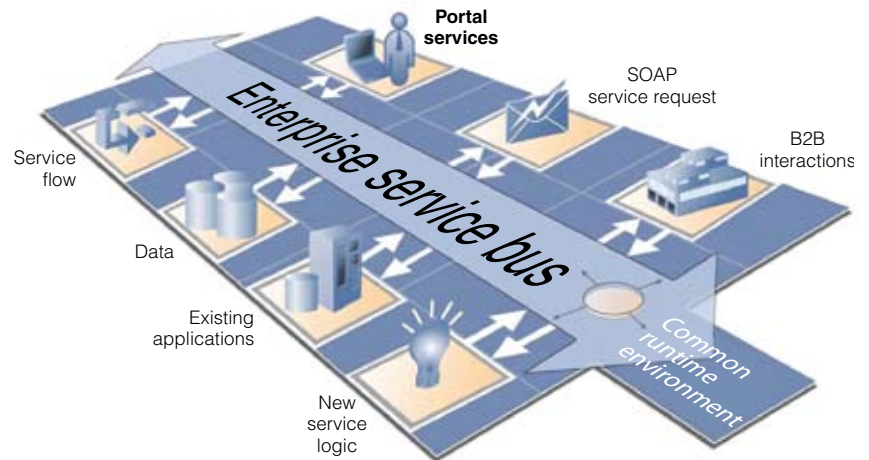 Portal
services
SOAP
service request
B2B
interactions
Enterprise service bus
Service
flow
Data
Existing
applications
New
service
logic
Common
runtime
environment